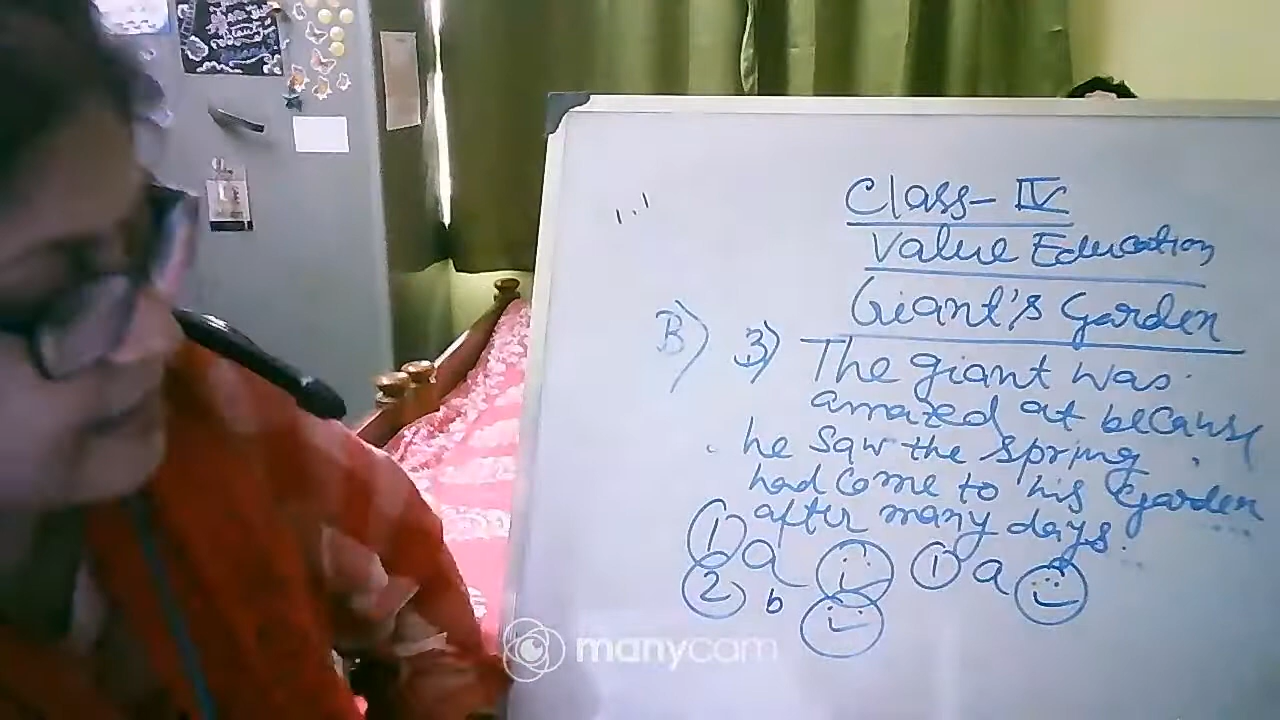 Class-IV
Value Education
Giant's Garden
B) 3) The giant was
amazed at because
he saw the spring
had come to his garden
after many days.
1 a 1 a
2 b
manycam